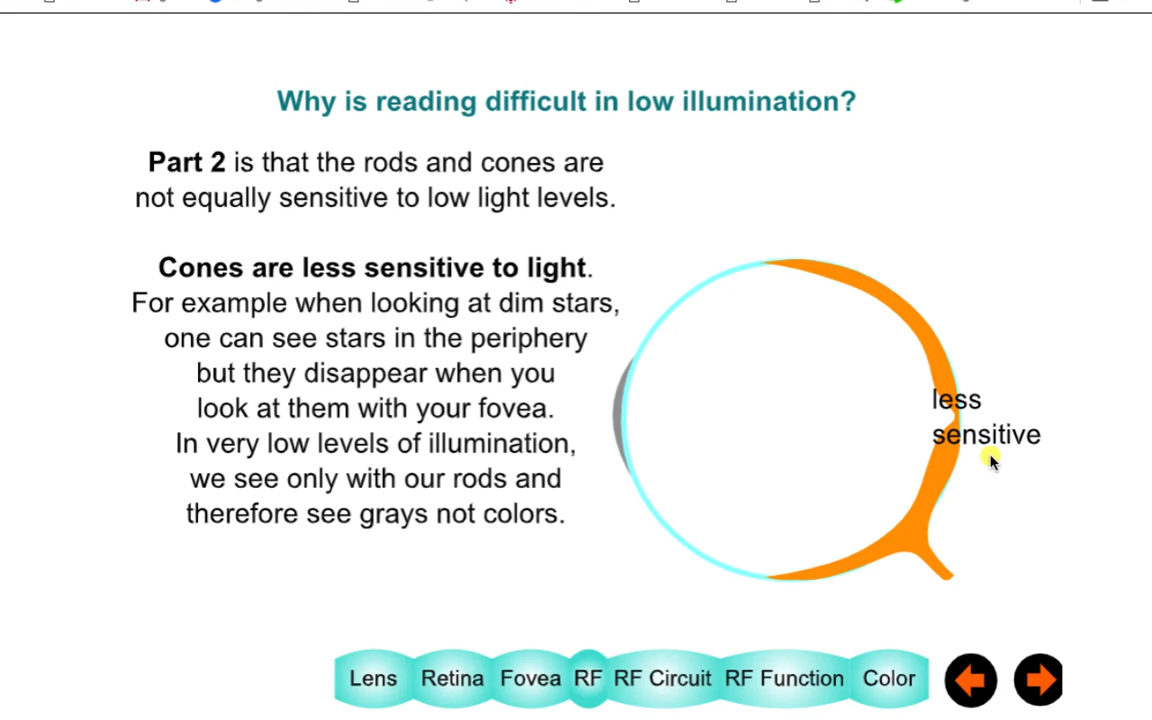 Why is reading difficult in low illumination?
Part 2 is that the rods and cones are
not equally sensitive to low light levels.
Cones are less sensitive to light.
For example when looking at dim stars,
one can see stars in the periphery
but they disappear when you
look at them with your fovea.
In very low levels of illumination,
we see only with our rods and
therefore see grays not colors.
less
sensitive
Lens Retina Fovea RF RF Circuit RF Function Color